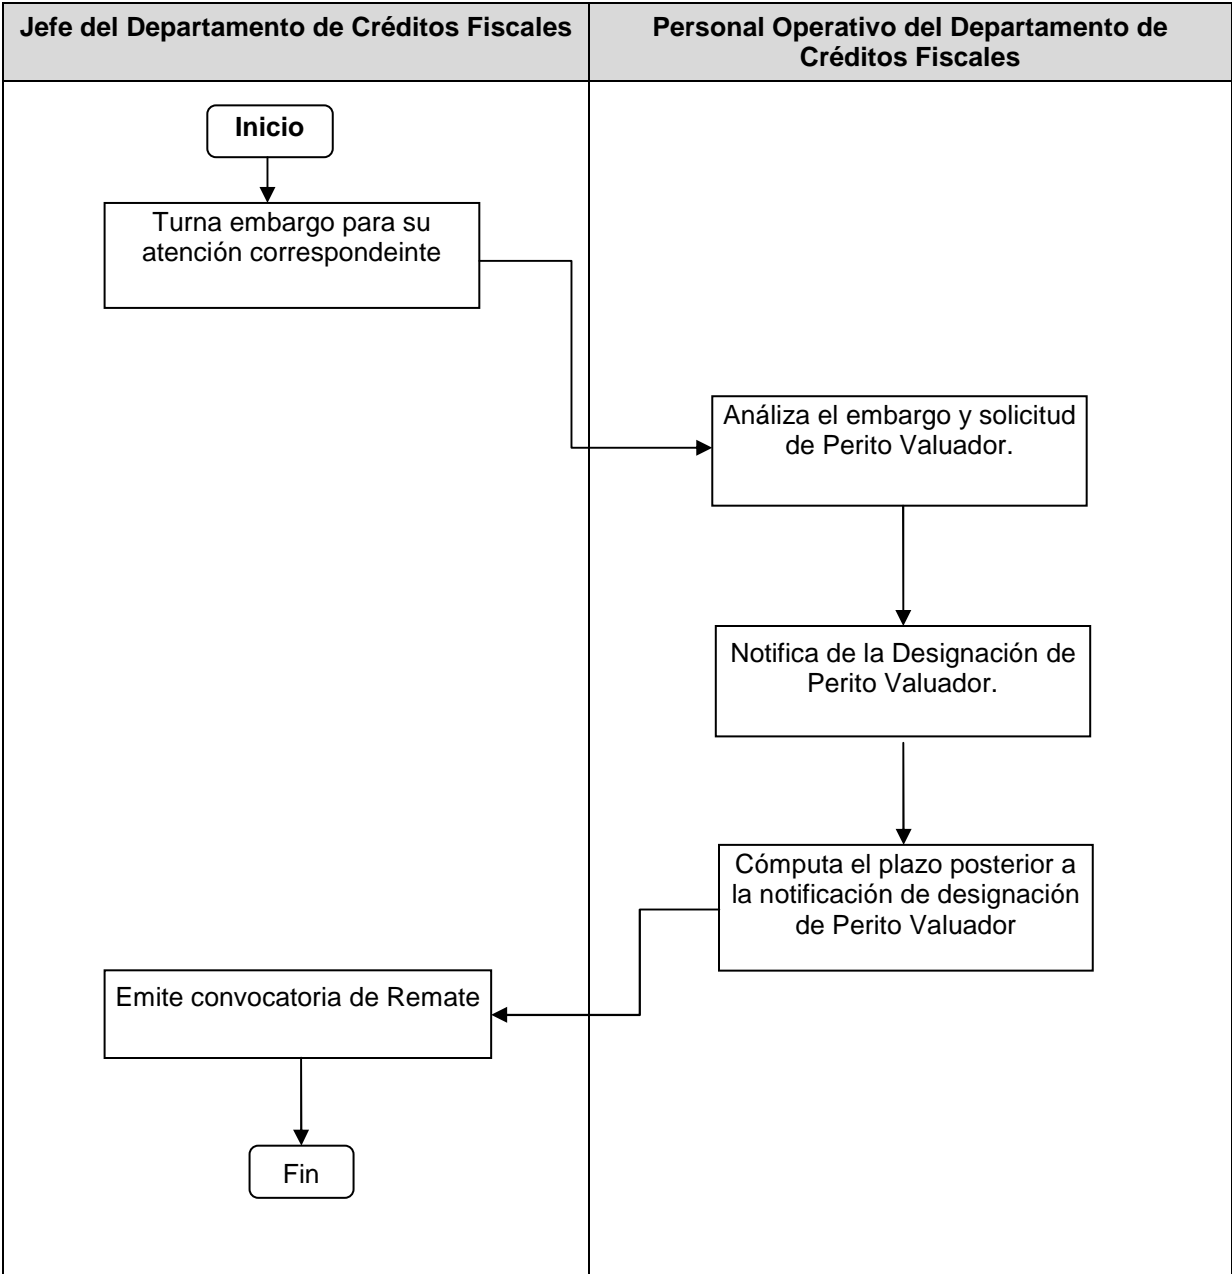 Jefe del Departamento de Créditos Fiscales
Personal Operativo del Departamento de
Créditos Fiscales
Inicio
Turna embargo para su
atención correspondeinte
Análiza el embargo y solicitud
de Perito Valuador.
Notifica de la Designación de
Perito Valuador.
Cómputa el plazo posterior a
la notificación de designación
de Perito Valuador
Emite convocatoria de Remate
Fin